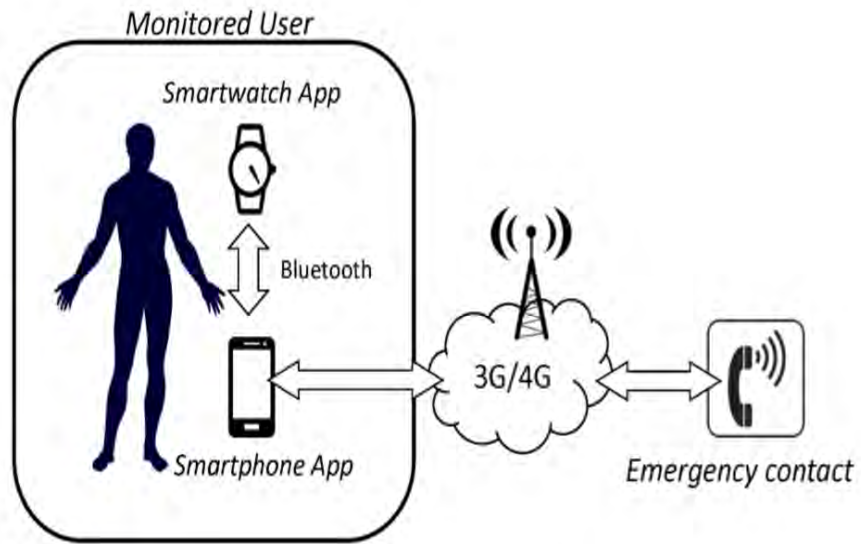 Monitored User
Smartwatch App
Bluetooth
3G/4G
Smartphone App
Emergency contact